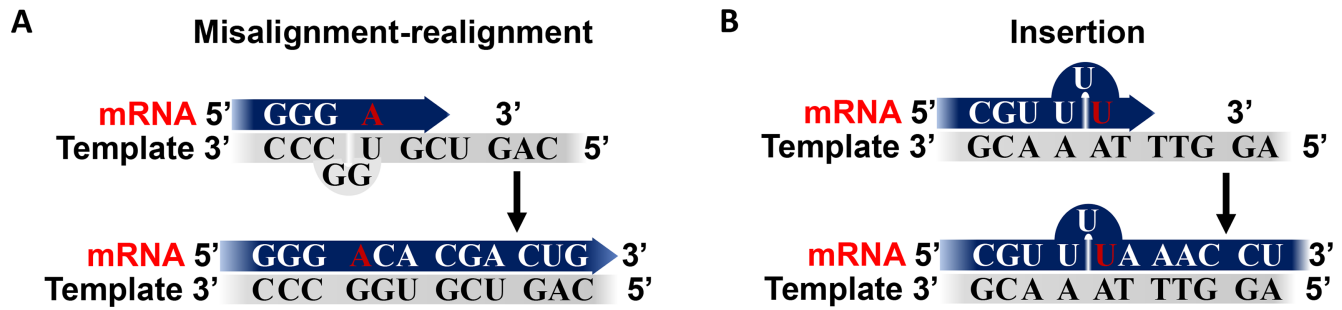 A
Misalignment-realignment
mRNA 5’ GGG A 3’
Template 3’ CCC U GCU GAC 5’
GG
mRNA 5’ GGG ACA CGA CUG 3’
Template 3’ CCC GGU GCU GAC 5’
B
Insertion
U
mRNA 5’ CGU U U 3’
Template 3’ GCA A AT TTG GA 5’
U
mRNA 5’ CGU U UA AAC CU 3’
Template 3’ GCA A AT TTG GA 5’